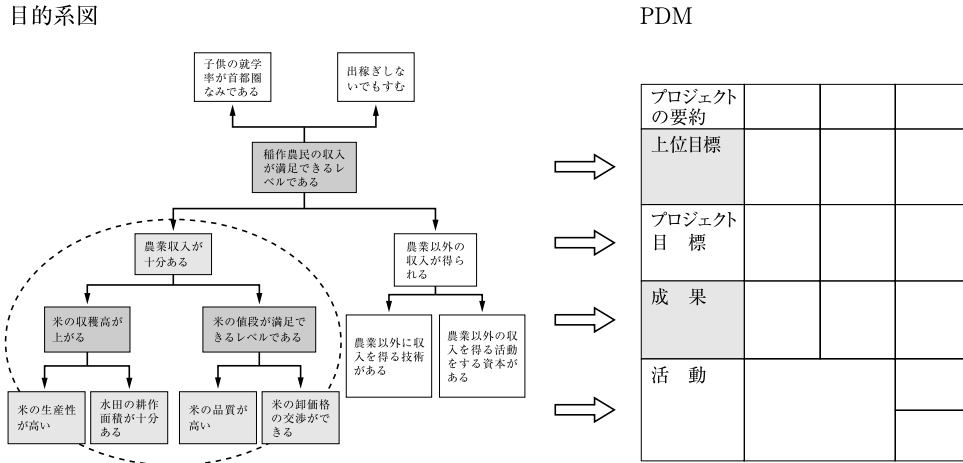 目的系図
PDM
子供の就学
率が首都圏
なみである
出稼ぎしな
いでもすむ
稲作農民の収入
が満足できるレ
ベルである
農業収入が
十分ある
農業以外の
収入が得ら
れる
米の収穫高が
上がる
米の値段が満足で
きるレベルである
農業以外に収
入を得る技術
がある
農業以外の収
入を得る活動
をする資本が
ある
米の生産性
が高い
水田の耕作
面積が十分
ある
米の品質が
高い
米の卸価格
の交渉がで
きる
プロジェクト
の要約
上位目標
プロジェクト
目　標
成　果
活　動